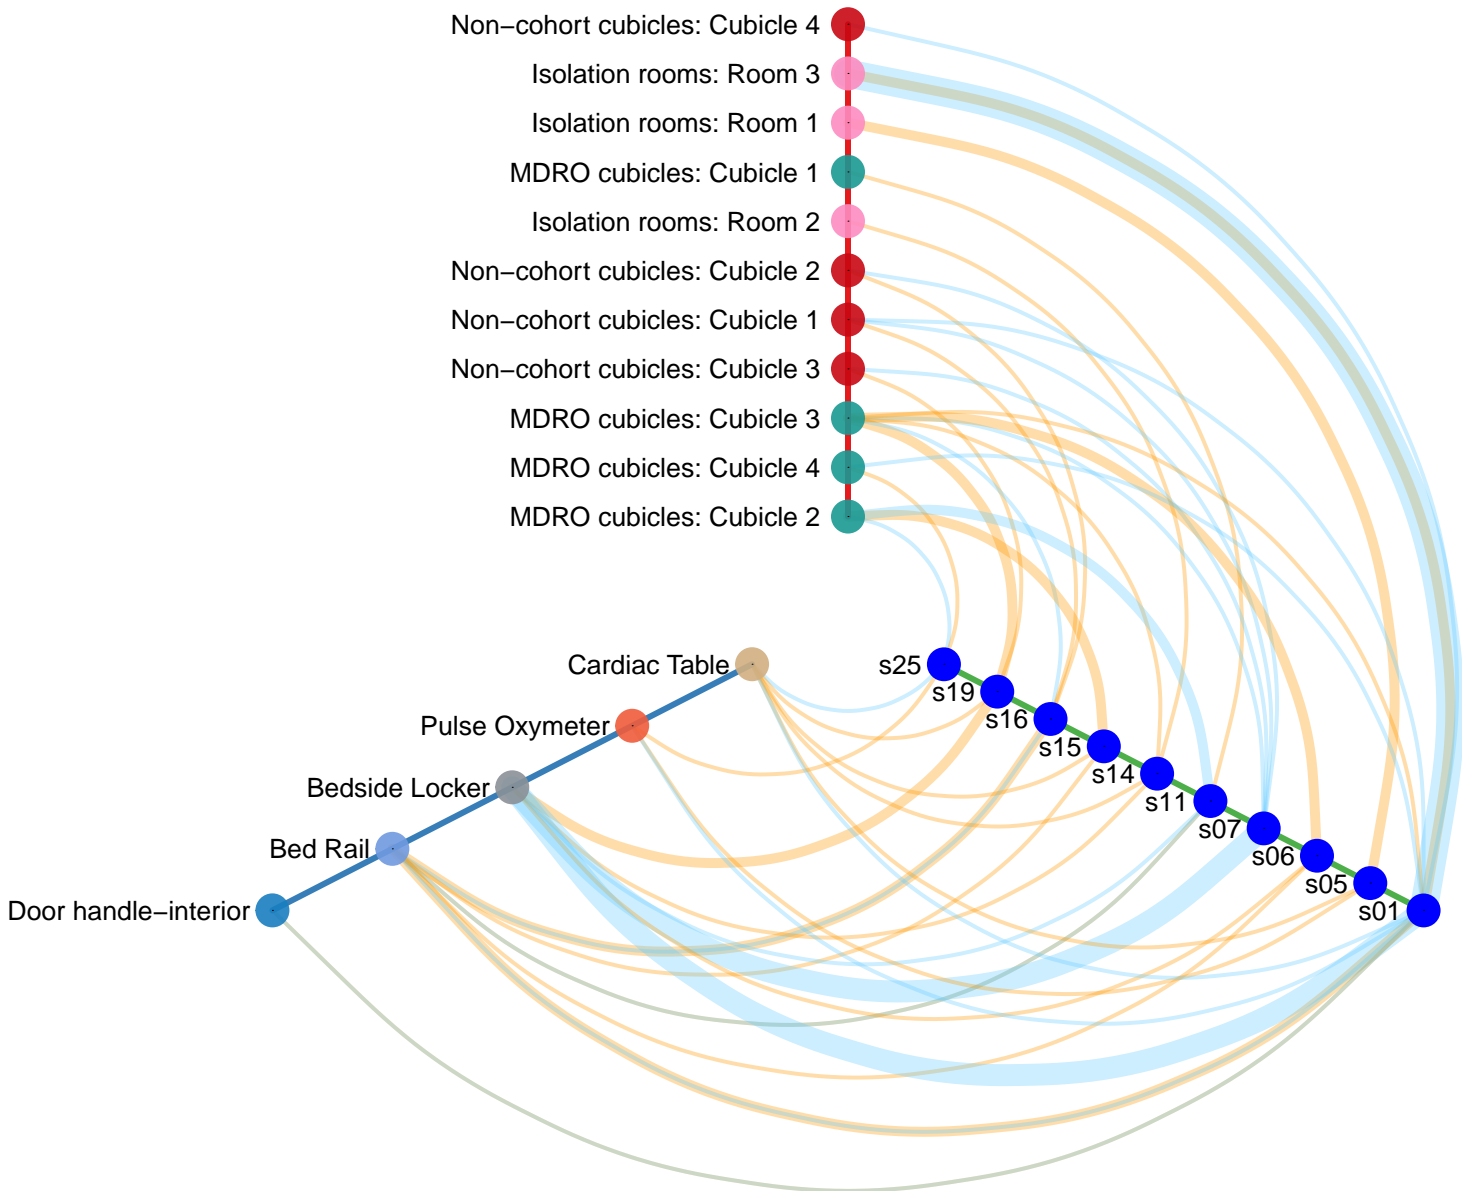 Non−cohort cubicles: Cubicle 4
Isolation rooms: Room 3
Isolation rooms: Room 1
MDRO cubicles: Cubicle 1
Isolation rooms: Room 2
Non−cohort cubicles: Cubicle 2
Non−cohort cubicles: Cubicle 1
Non−cohort cubicles: Cubicle 3
MDRO cubicles: Cubicle 3
MDRO cubicles: Cubicle 4
MDRO cubicles: Cubicle 2
Cardiac Table
Pulse Oxymeter
Bedside Locker
Bed Rail
Door handle−interior
s25
s19
s16
s15
s14
s11
s07
s06
s05
s01